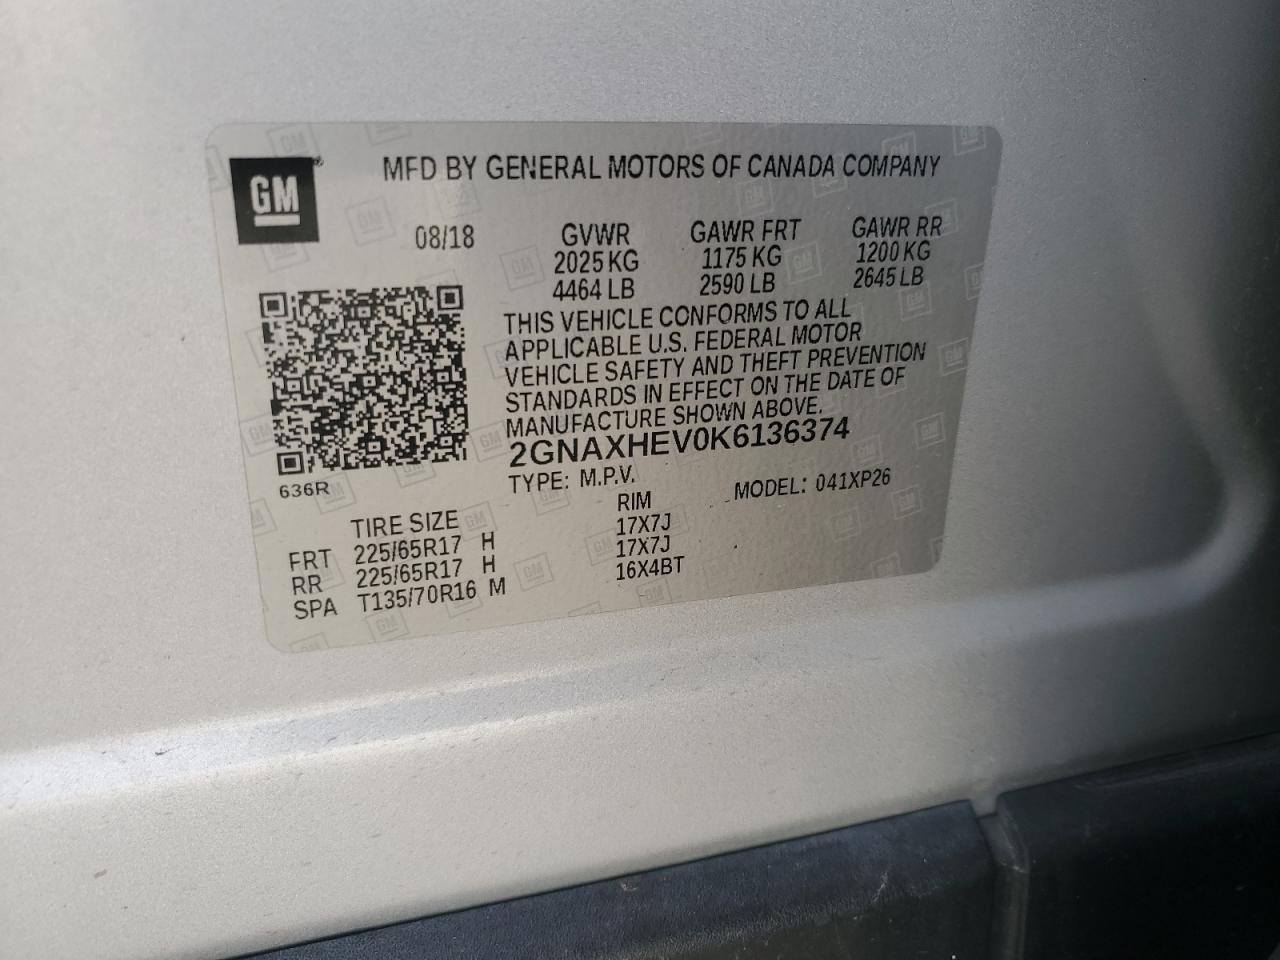 GM
MFD BY GENERAL MOTORS OF CANADA COMPANY
08/18
GVWR GAWR FRT GAWR RR
2025 KG 1175 KG 1200 KG
4464 LB 2590 LB 2645 LB
THIS VEHICLE CONFORMS TO ALL
APPLICABLE U.S. FEDERAL MOTOR
VEHICLE SAFETY AND THEFT PREVENTION
STANDARDS IN EFFECT ON THE DATE OF
MANUFACTURE SHOWN ABOVE.
2GNAXHEV0K6136374
636R
TYPE: M.P.V. MODEL: 041XP26
TIRE SIZE RIM
FRT 225/65R17 H 17X7J
RR 225/65R17 H 17X7J
SPA T135/70R16 M 16X4BT